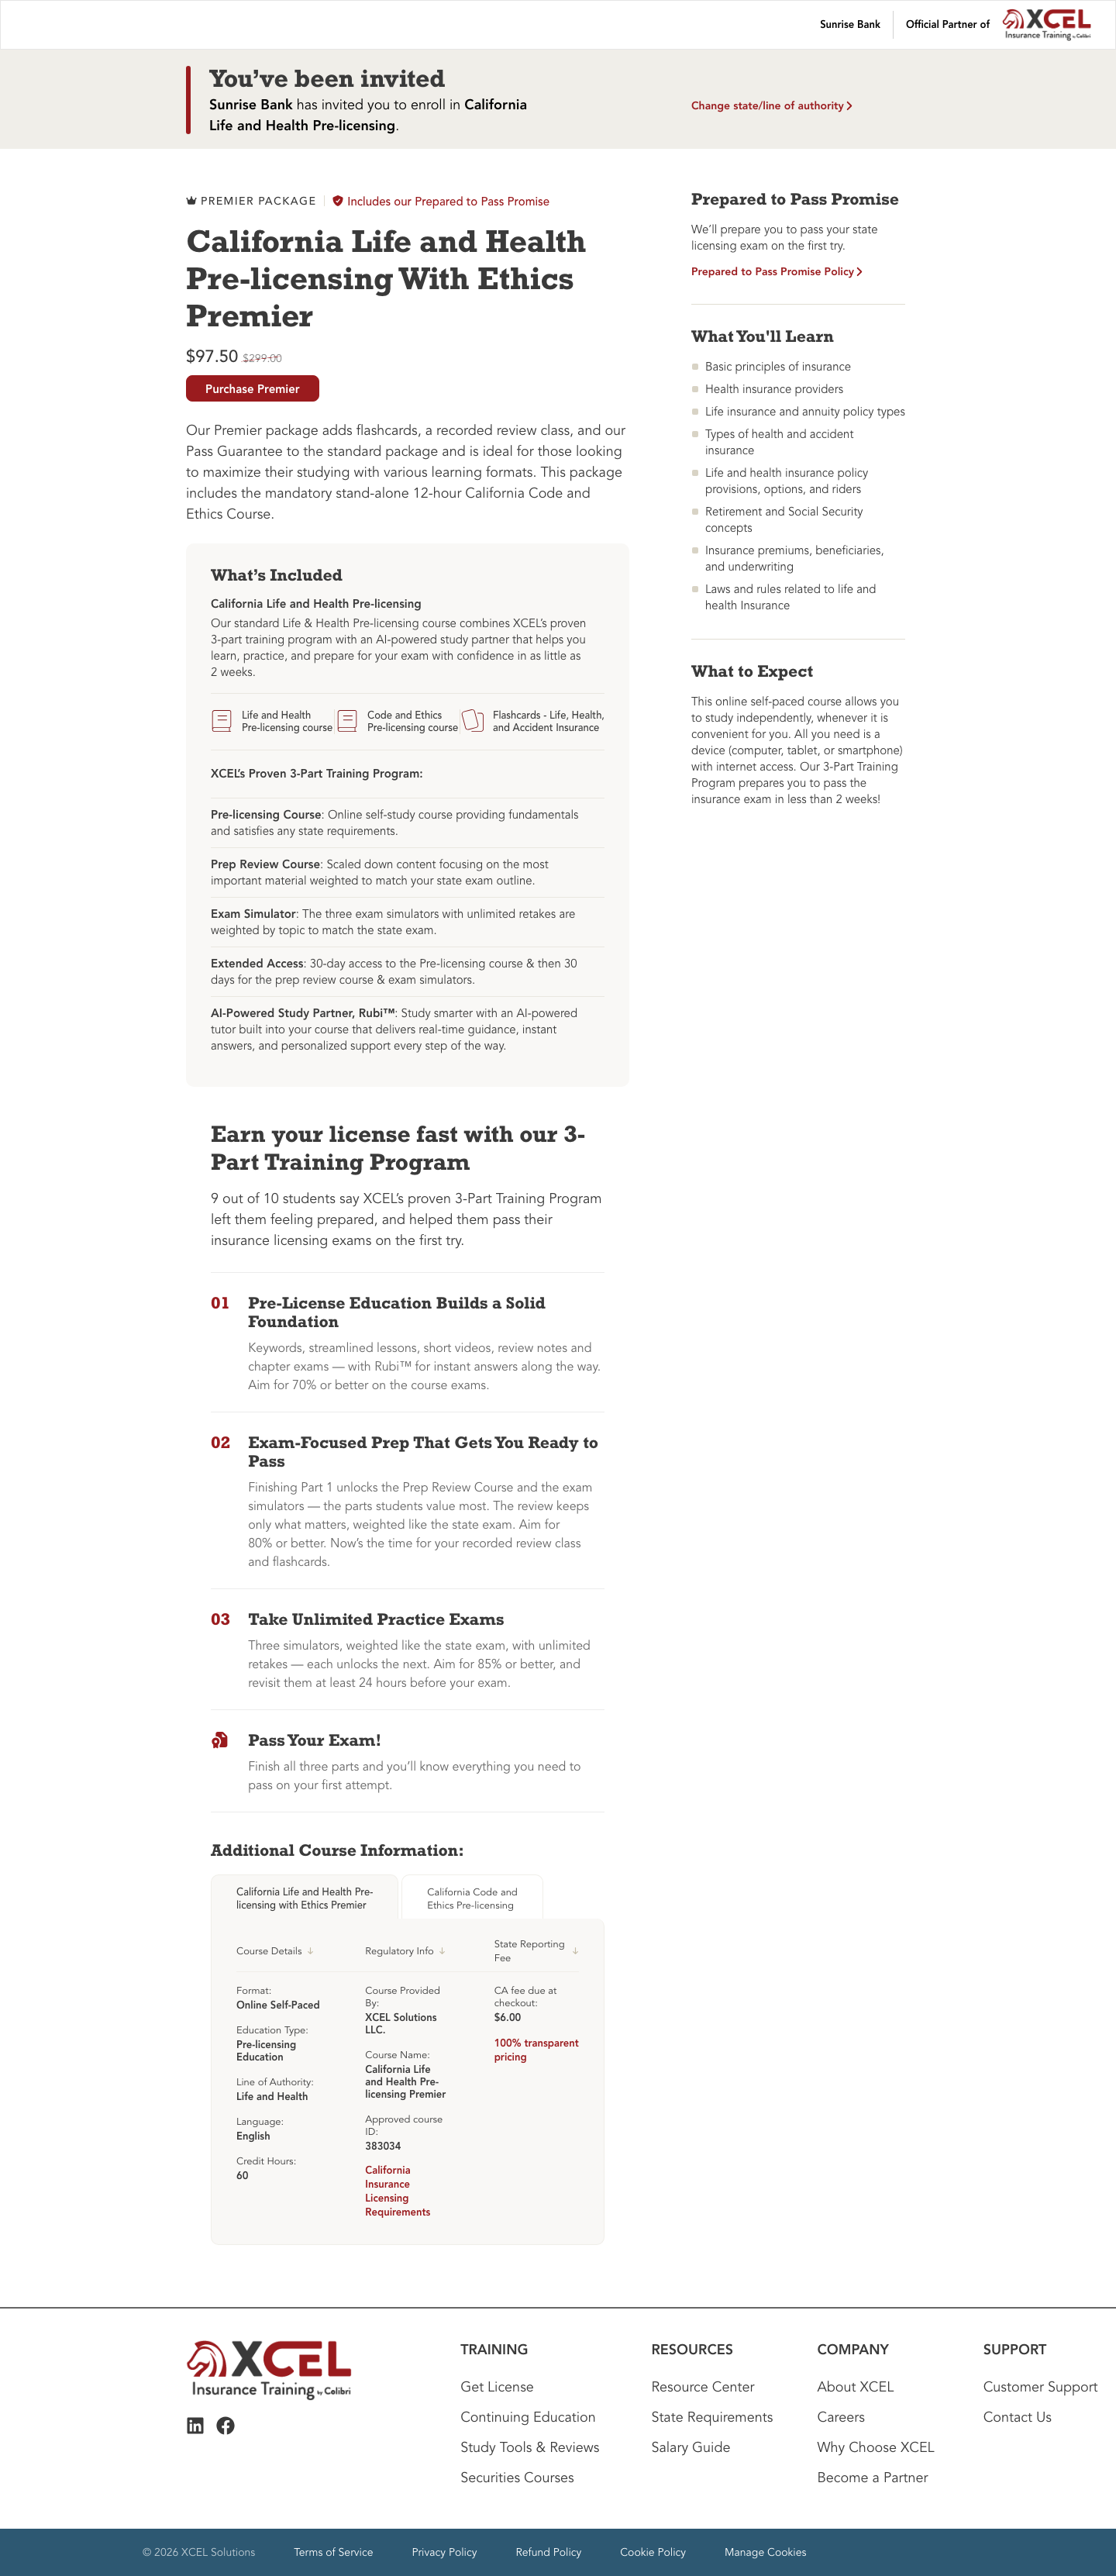 Sunrise Bank
Official Partner of
XCEL
Insurance Training by Colibri
You've been invited
Sunrise Bank has invited you to enroll in California
Life and Health Pre-licensing.
Change state/line of authority
PREMIER PACKAGE
Includes our Prepared to Pass Promise
California Life and Health
Pre-licensing With Ethics
Premier
$97.50 $299.00
Purchase Premier
Our Premier package adds flashcards, a recorded review class, and our
Pass Guarantee to the standard package and is ideal for those looking
to maximize their studying with various learning formats. This package
includes the mandatory stand-alone 12-hour California Code and
Ethics Course.
What's Included
California Life and Health Pre-licensing
Our standard Life & Health Pre-licensing course combines XCEL's proven
3-part training program with an AI-powered study partner that helps you
learn, practice, and prepare for your exam with confidence in as little as
2 weeks.
Life and Health
Pre-licensing course
Code and Ethics
Pre-licensing course
Flashcards - Life, Health,
and Accident Insurance
XCEL's Proven 3-Part Training Program:
Pre-licensing Course: Online self-study course providing fundamentals
and satisfies any state requirements.
Prep Review Course: Scaled down content focusing on the most
important material weighted to match your state exam outline.
Exam Simulator: The three exam simulators with unlimited retakes are
weighted by topic to match the state exam.
Extended Access: 30-day access to the Pre-licensing course & then 30
days for the prep review course & exam simulators.
AI-Powered Study Partner, Rubi™: Study smarter with an AI-powered
tutor built into your course that delivers real-time guidance, instant
answers, and personalized support every step of the way.
Prepared to Pass Promise
We'll prepare you to pass your state
licensing exam on the first try.
Prepared to Pass Promise Policy
What You'll Learn
Basic principles of insurance
Health insurance providers
Life insurance and annuity policy types
Types of health and accident
insurance
Life and health insurance policy
provisions, options, and riders
Retirement and Social Security
concepts
Insurance premiums, beneficiaries,
and underwriting
Laws and rules related to life and
health Insurance
What to Expect
This online self-paced course allows you
to study independently, whenever it is
convenient for you. All you need is a
device (computer, tablet, or smartphone)
with internet access. Our 3-Part Training
Program prepares you to pass the
insurance exam in less than 2 weeks!
Earn your license fast with our 3-
Part Training Program
9 out of 10 students say XCEL's proven 3-Part Training Program
left them feeling prepared, and helped them pass their
insurance licensing exams on the first try.
01
Pre-License Education Builds a Solid
Foundation
Keywords, streamlined lessons, short videos, review notes and
chapter exams — with Rubi™ for instant answers along the way.
Aim for 70% or better on the course exams.
02
Exam-Focused Prep That Gets You Ready to
Pass
Finishing Part 1 unlocks the Prep Review Course and the exam
simulators — the parts students value most. The review keeps
only what matters, weighted like the state exam. Aim for
80% or better. Now's the time for your recorded review class
and flashcards.
03
Take Unlimited Practice Exams
Three simulators, weighted like the state exam, with unlimited
retakes — each unlocks the next. Aim for 85% or better, and
revisit them at least 24 hours before your exam.
Pass Your Exam!
Finish all three parts and you'll know everything you need to
pass on your first attempt.
Additional Course Information:
California Life and Health Pre-
licensing with Ethics Premier
California Code and
Ethics Pre-licensing
Course Details ↓
Format:
Online Self-Paced
Education Type:
Pre-licensing
Education
Line of Authority:
Life and Health
Language:
English
Credit Hours:
60
Regulatory Info ↓
Course Provided
By:
XCEL Solutions
LLC.
Course Name:
California Life
and Health Pre-
licensing Premier
Approved course
ID:
383034
California
Insurance
Licensing
Requirements
State Reporting
Fee ↓
CA fee due at
checkout:
$6.00
100% transparent
pricing
XCEL
Insurance Training by Colibri
TRAINING
Get License
Continuing Education
Study Tools & Reviews
Securities Courses
RESOURCES
Resource Center
State Requirements
Salary Guide
COMPANY
About XCEL
Careers
Why Choose XCEL
Become a Partner
SUPPORT
Customer Support
Contact Us
© 2026 XCEL Solutions
Terms of Service
Privacy Policy
Refund Policy
Cookie Policy
Manage Cookies